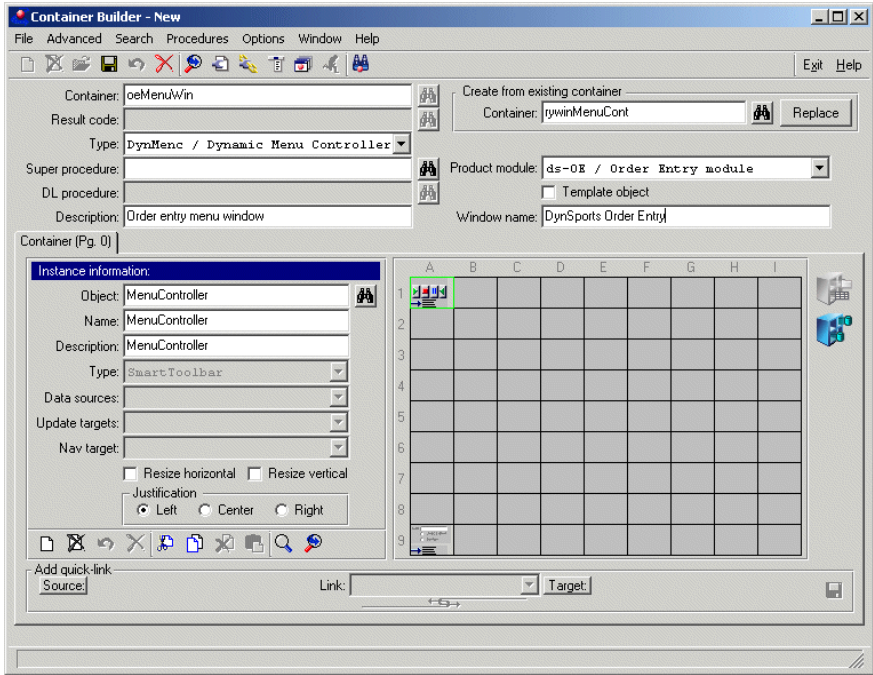 Container Builder - New
File Advanced Search Procedures Options Window Help
Exit Help
Container: oeMenuWin
Create from existing container
Container: rywinMenuCont Replace
Result code:
Type: DynMenc / Dynamic Menu Controller
Super procedure:
Product module: ds-OE / Order Entry module
DL procedure:
Template object
Description: Order entry menu window
Window name: DynSports Order Entry
Container (Pg. 0)
Instance information:
Object: MenuController
Name: MenuController
Description: MenuController
Type: SmartToolbar
Data sources:
Update targets:
Nav target:
Resize horizontal Resize vertical
Justification
Left Center Right
A B C D E F G H I
1
2
3
4
5
6
7
8
9
Add quick-link
Source: Link: Target: